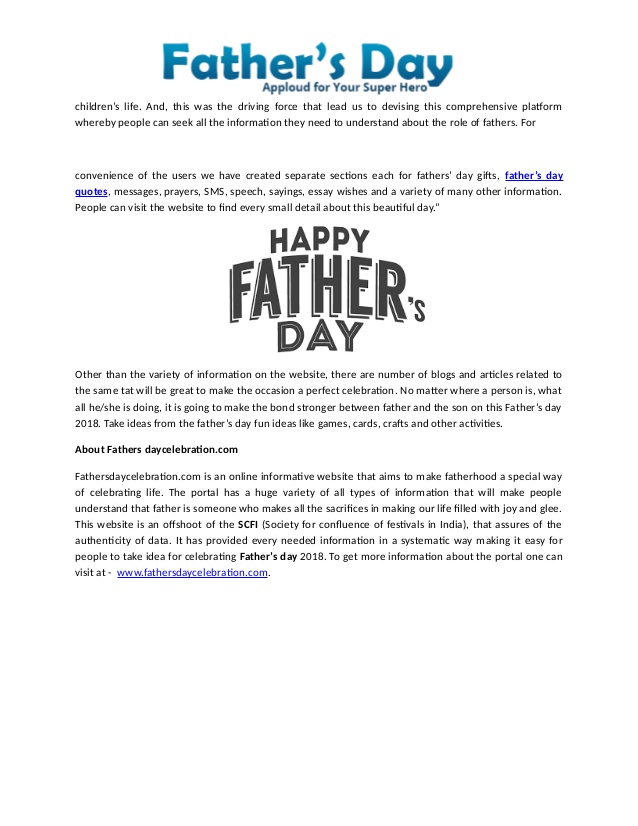 Father's Day
Apploud for Your Super Hero
children's life. And, this was the driving force that lead us to devising this comprehensive platform
whereby people can seek all the information they need to understand about the role of fathers. For
convenience of the users we have created separate sections each for fathers' day gifts, father's day
quotes, messages, prayers, SMS, speech, sayings, essay wishes and a variety of many other information.
People can visit the website to find every small detail about this beautiful day."
HAPPY
FATHER's
DAY
Other than the variety of information on the website, there are number of blogs and articles related to
the same tat will be great to make the occasion a perfect celebration. No matter where a person is, what
all he/she is doing, it is going to make the bond stronger between father and the son on this Father's day
2018. Take ideas from the father's day fun ideas like games, cards, crafts and other activities.
About Fathers daycelebration.com
Fathersdaycelebration.com is an online informative website that aims to make fatherhood a special way
of celebrating life. The portal has a huge variety of all types of information that will make people
understand that father is someone who makes all the sacrifices in making our life filled with joy and glee.
This website is an offshoot of the SCFI (Society for confluence of festivals in India), that assures of the
authenticity of data. It has provided every needed information in a systematic way making it easy for
people to take idea for celebrating Father's day 2018. To get more information about the portal one can
visit at - www.fathersdaycelebration.com.